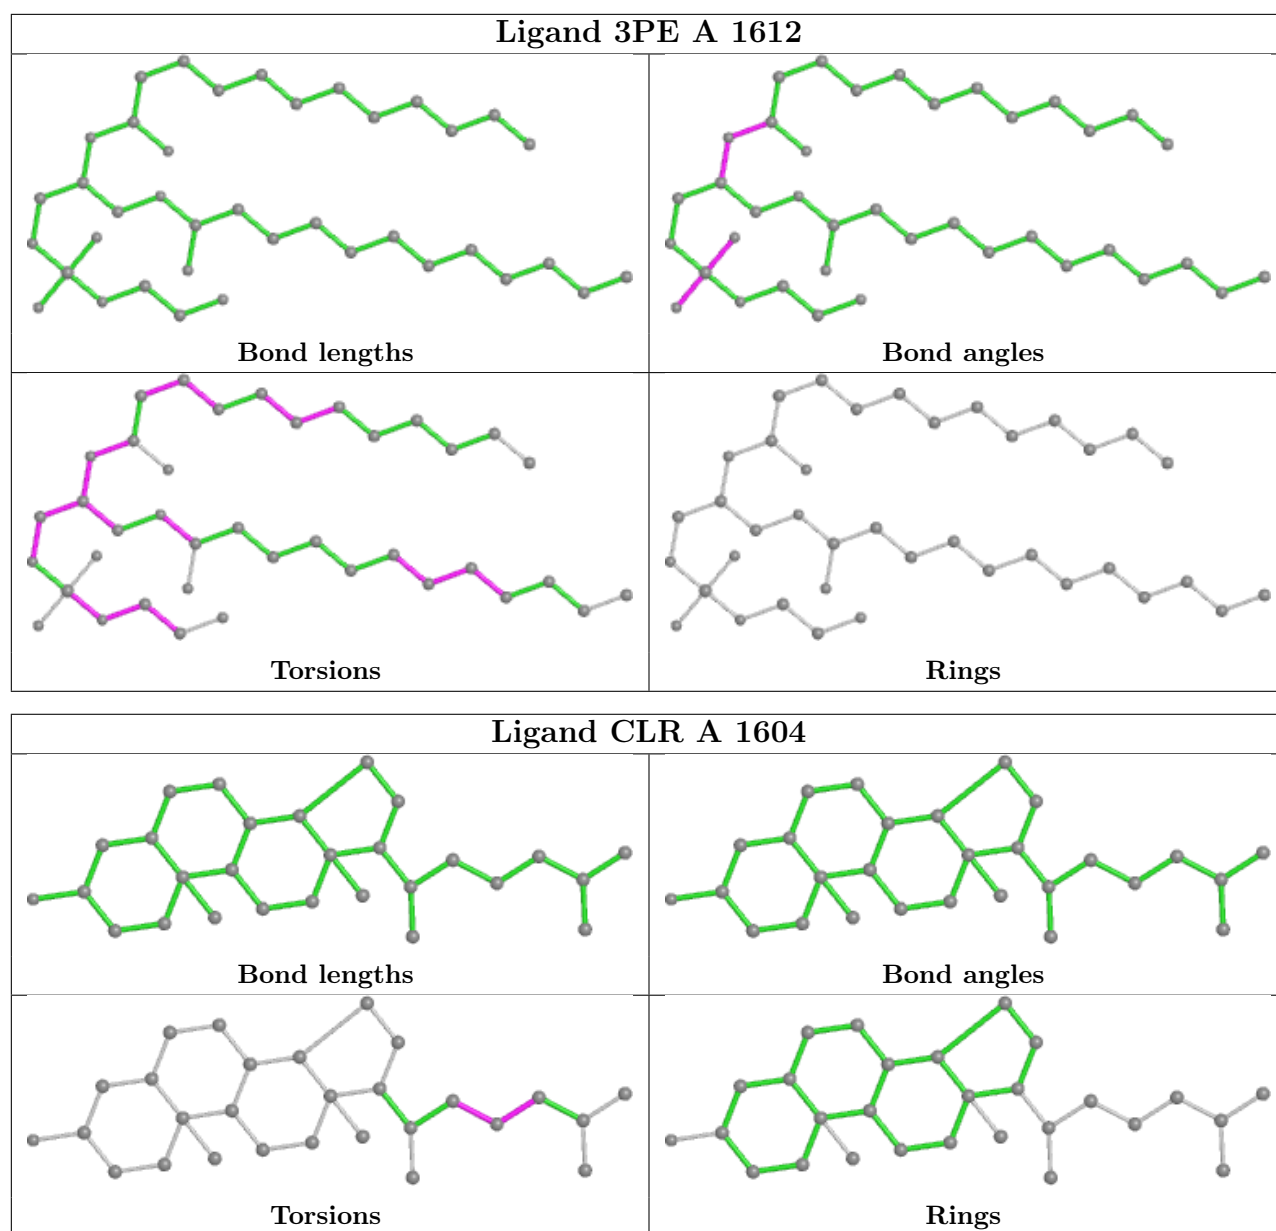 Ligand 3PE A 1612
Bond lengths
Bond angles
Torsions
Rings
Ligand CLR A 1604
Bond lengths
Bond angles
Torsions
Rings